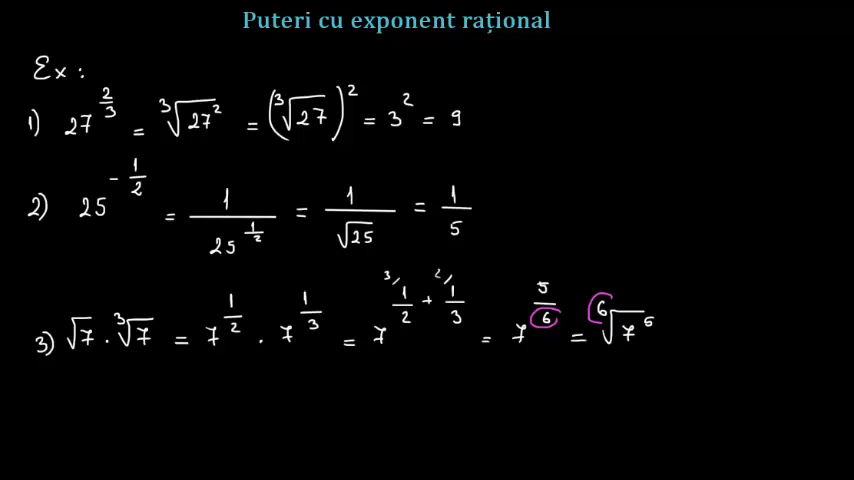 Puteri cu exponent rațional
Ex :
1) 27^(2/3) = ∛(27²) = (∛27)² = 3² = 9
2) 25^(-1/2) = 1/25^(1/2) = 1/√25 = 1/5
3) √7 · ∛7 = 7^(1/2) · 7^(1/3) = 7^(³⁾1/2 + ²⁾1/3) = 7^(5/6) = ⁶√(7⁵)